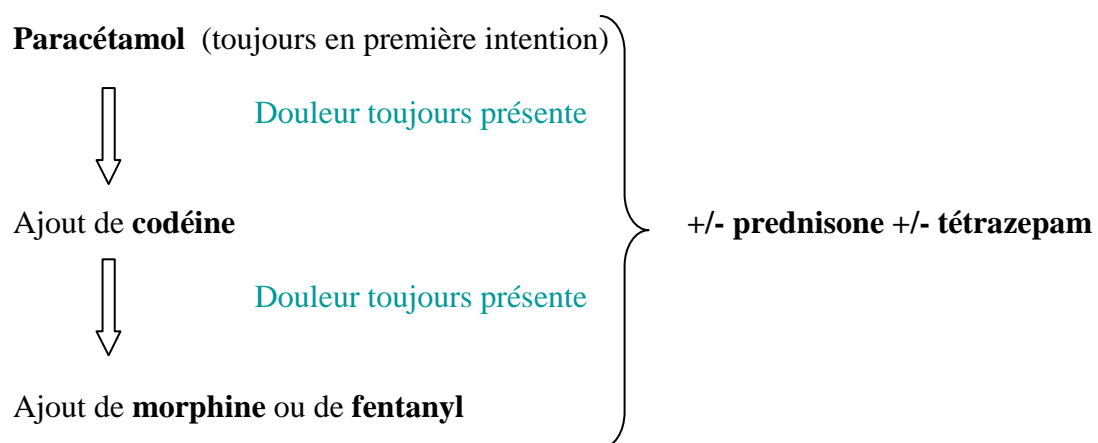 Paracétamol (toujours en première intention)
Douleur toujours présente
Ajout de codéine
+/- prednisone +/- tétrazepam
Douleur toujours présente
Ajout de morphine ou de fentanyl